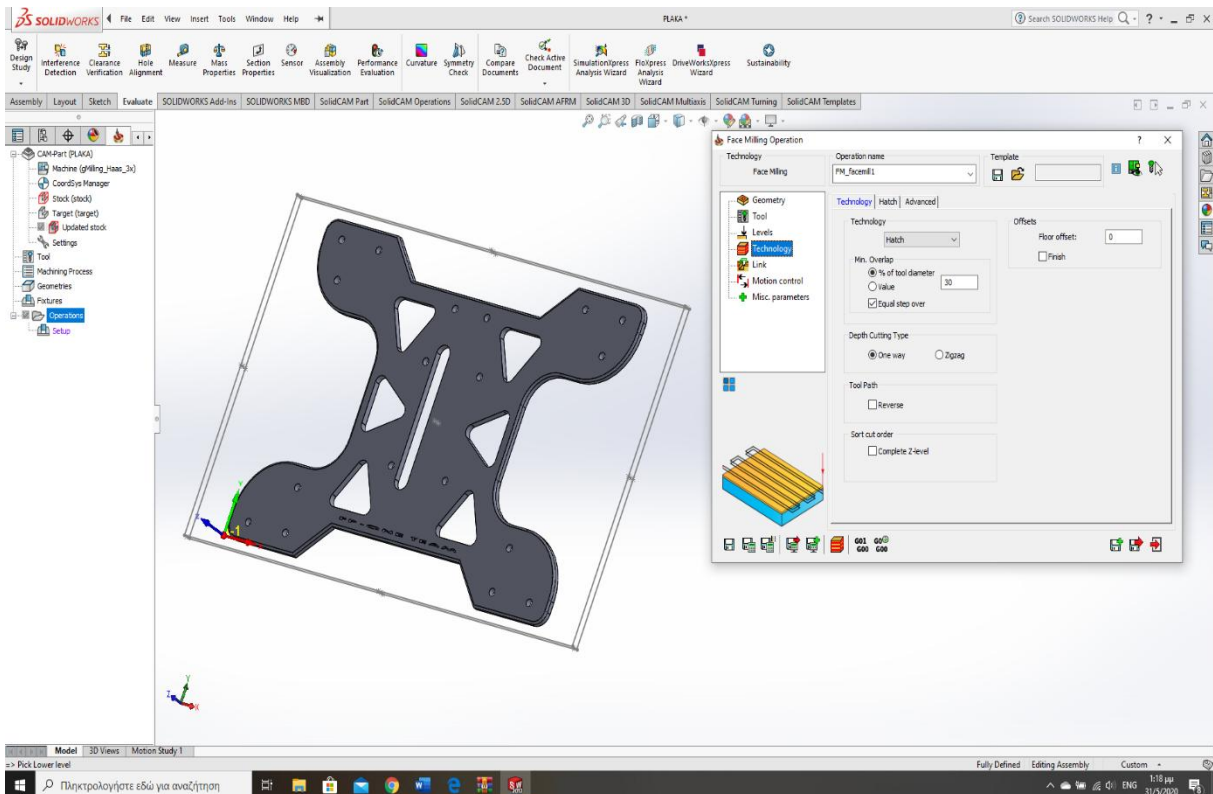 SOLIDWORKS File Edit View Insert Tools Window Help PLAKA * Search SOLIDWORKS Help
Design Study
Interference Detection
Clearance Verification
Hole Alignment
Measure
Mass Properties
Section Properties
Sensor
Assembly Visualization
Performance Evaluation
Curvature
Symmetry Check
Compare Documents
Check Active Document
SimulationXpress Analysis Wizard
FloXpress Analysis Wizard
DriveWorksXpress Wizard
Sustainability
Assembly Layout Sketch Evaluate SOLIDWORKS Add-Ins SOLIDWORKS MBD SolidCAM Part SolidCAM Operations SolidCAM 2.5D SolidCAM AFRM SolidCAM 3D SolidCAM Multiaxis SolidCAM Turning SolidCAM Templates
CAM-Part (PLAKA)
Machine (gMilling_Haas_3x)
CoordSys Manager
Stock (stock)
Target (target)
Updated stock
Settings
Tool
Machining Process
Geometries
Fixtures
Operations
Setup
Face Milling Operation ? X
Technology
Face Milling
Operation name
FM_facemill1
Template
Geometry
Tool
Levels
Technology
Link
Motion control
Misc. parameters
Technology Hatch Advanced
Technology
Hatch
Min. Overlap
% of tool diameter
Value
30
Equal step over
Depth Cutting Type
One way Zigzag
Tool Path
Reverse
Sort cut order
Complete Z-level
Offsets
Floor offset: 0
Finish
G01 G00
G00 G00
Model 3D Views Motion Study 1
=> Pick Lower level Fully Defined Editing Assembly Custom
Πληκτρολογήστε εδώ για αναζήτηση
ENG 1:18 μμ
31/5/2020